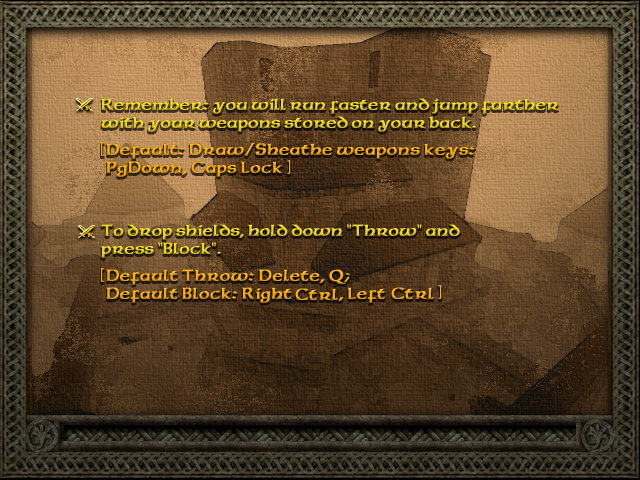 Remember: you will run faster and jump further
with your weapons stored on your back.
[Default: Draw/Sheathe weapons keys:
PgDown, Caps Lock ]
To drop shields, hold down "Throw" and
press "Block".
[Default Throw: Delete, Q;
Default Block: Right Ctrl, Left Ctrl ]